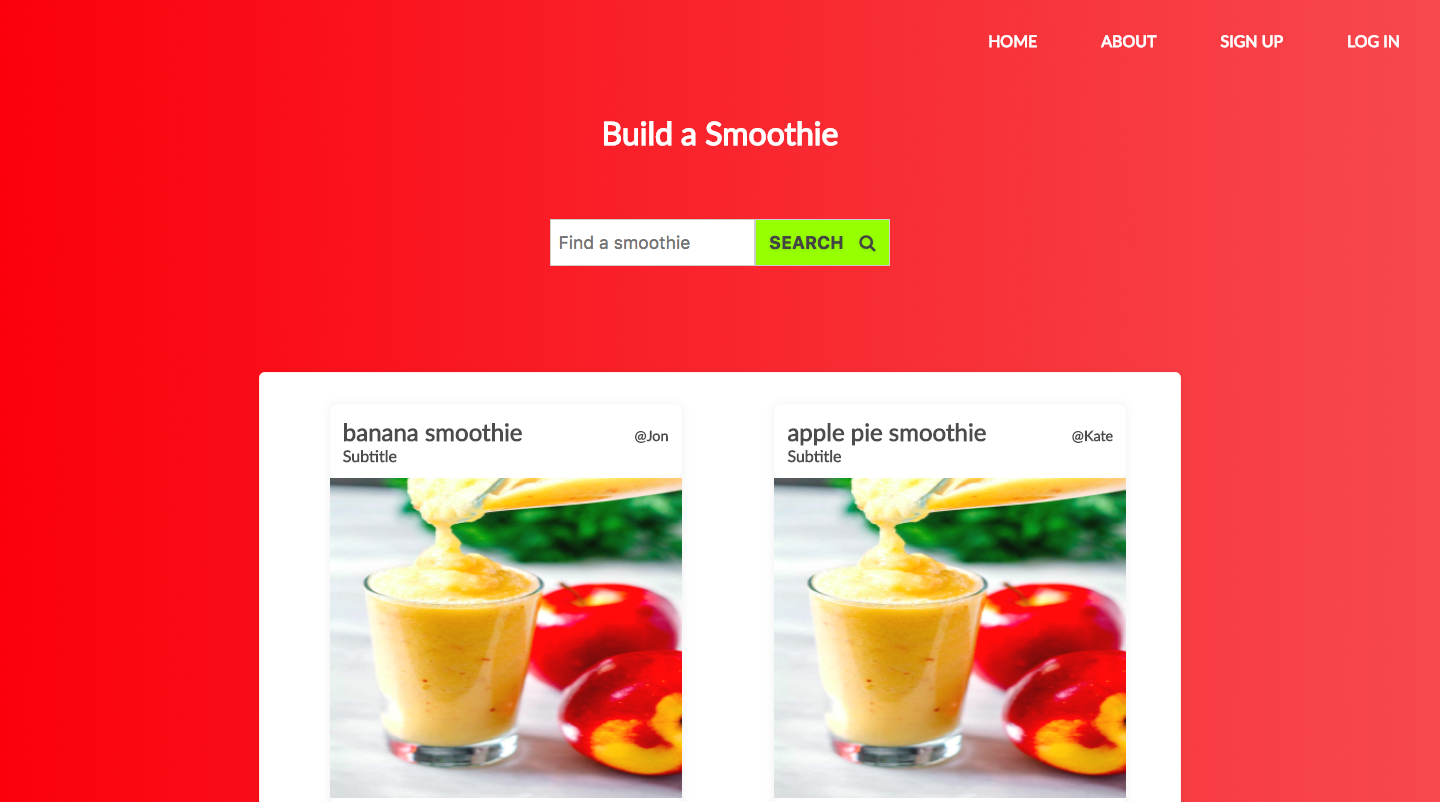 HOME ABOUT SIGN UP LOG IN
Build a Smoothie
Find a smoothie SEARCH
banana smoothie @Jon
Subtitle
apple pie smoothie @Kate
Subtitle